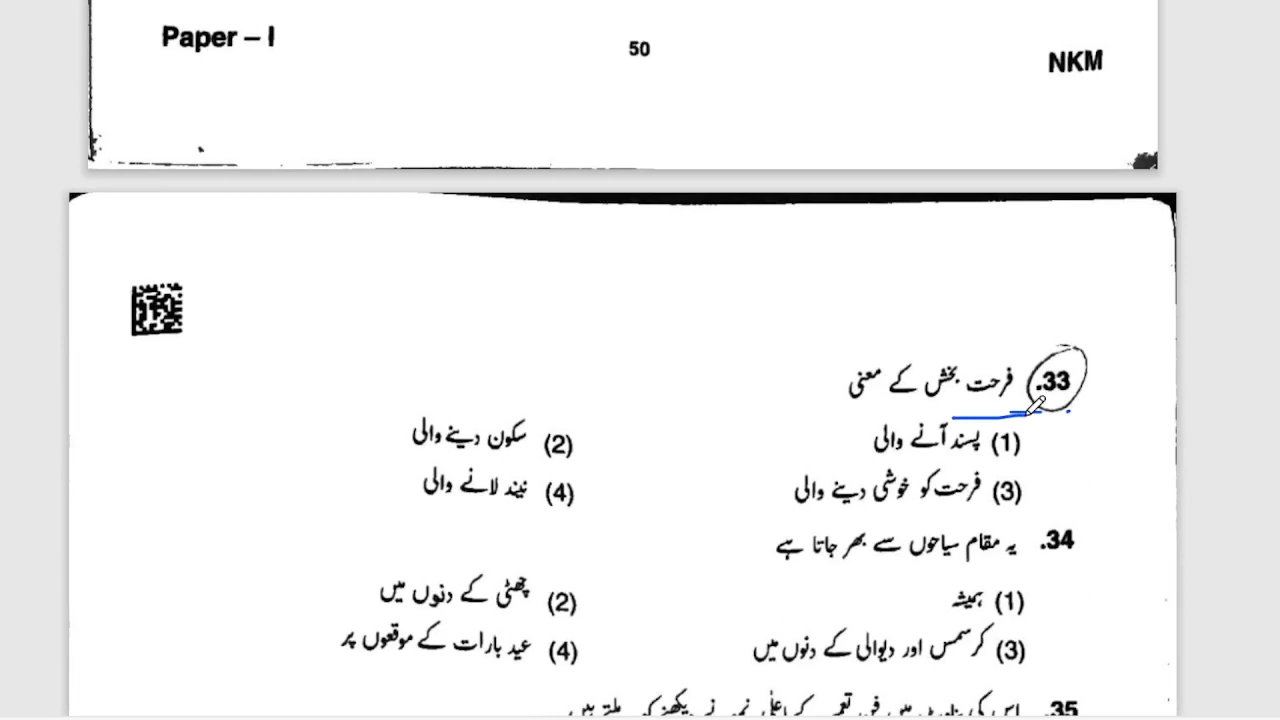 Paper – I
50
NKM
33. فرحت بخش کے معنی
(1) پسند آنے والی (2) سکون دینے والی
(3) فرحت کو خوشی دینے والی (4) نیند لانے والی
34. یہ مقام سیاحوں سے بھر جاتا ہے
(1) ہمیشہ (2) چھٹی کے دنوں میں
(3) کرسمس اور دیوالی کے دنوں میں (4) عید بارات کے موقعوں پر
35. اس کی